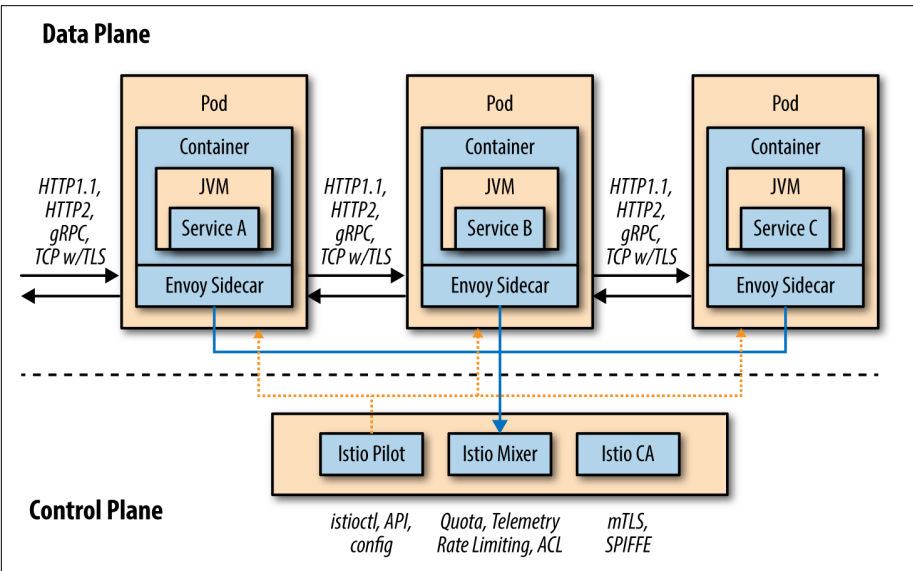 Data Plane
Pod
Container
JVM
Service A
Envoy Sidecar
Pod
Container
JVM
Service B
Envoy Sidecar
Pod
Container
JVM
Service C
Envoy Sidecar
HTTP1.1,
HTTP2,
gRPC,
TCP w/TLS
HTTP1.1,
HTTP2,
gRPC,
TCP w/TLS
HTTP1.1,
HTTP2,
gRPC,
TCP w/TLS
Istio Pilot
Istio Mixer
Istio CA
Control Plane
istioctl, API,
config
Quota, Telemetry
Rate Limiting, ACL
mTLS,
SPIFFE